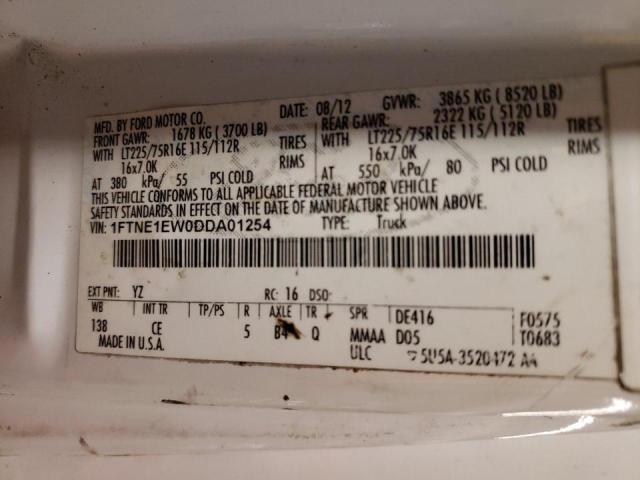 MFD. BY FORD MOTOR CO.
DATE: 08/12 GVWR: 3865 KG ( 8520 LB)
FRONT GAWR: 1678 KG ( 3700 LB)
REAR GAWR: 2322 KG ( 5120 LB)
WITH LT225/75R16E 115/112R TIRES
WITH LT225/75R16E 115/112R TIRES
16x7.0K RIMS
16x7.0K RIMS
AT 380 kPa/ 55 PSI COLD
AT 550 kPa/ 80 PSI COLD
THIS VEHICLE CONFORMS TO ALL APPLICABLE FEDERAL MOTOR VEHICLE
SAFETY STANDARDS IN EFFECT ON THE DATE OF MANUFACTURE SHOWN ABOVE.
VIN: 1FTNE1EW0DDA01254 TYPE: Truck
EXT PNT: YZ RC: 16 DSO:
WB INT TR TP/PS R AXLE TR SPR DE416 F0575
138 CE 5 B4 Q MMAA D05 T0683
MADE IN U.S.A. ULC 5U5A-3520472 AA